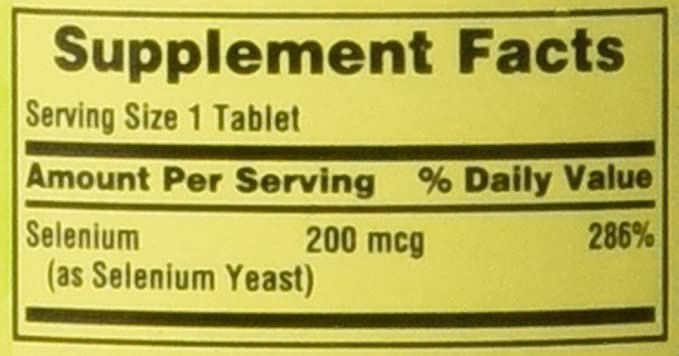 Supplement Facts
Serving Size 1 Tablet
Amount Per Serving % Daily Value
Selenium 200 mcg 286%
(as Selenium Yeast)